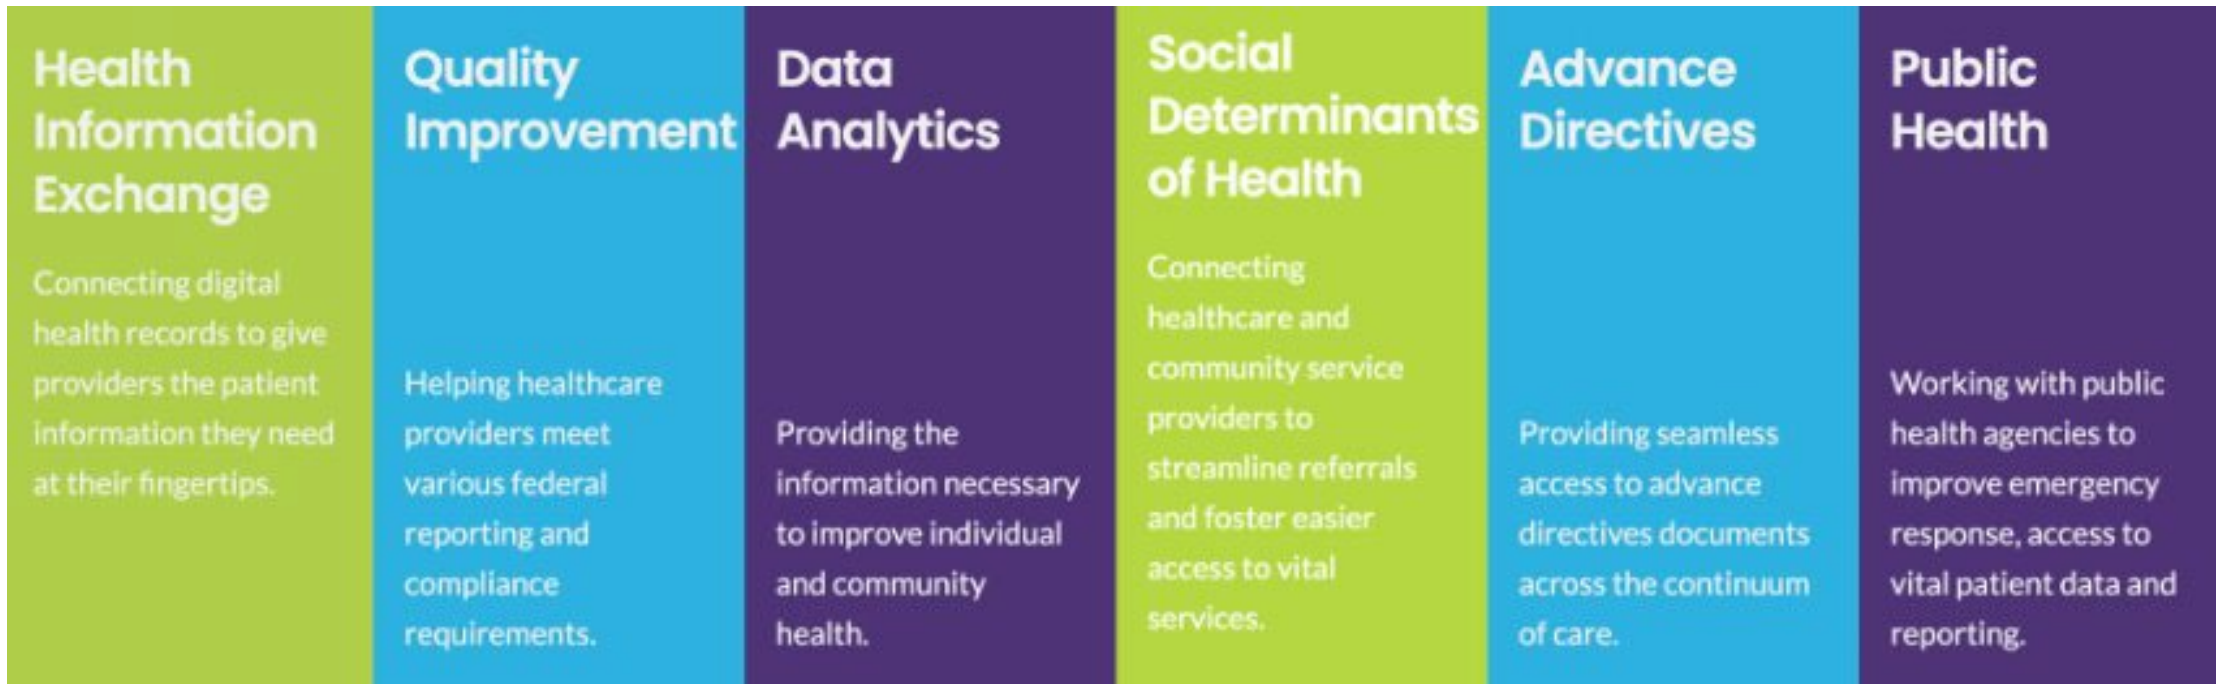 Health
Information
Exchange
Connecting digital
health records to give
providers the patient
information they need
at their fingertips.
Quality
Improvement
Helping healthcare
providers meet
various federal
reporting and
compliance
requirements.
Data
Analytics
Providing the
information necessary
to improve individual
and community
health.
Social
Determinants
of Health
Connecting
healthcare and
community service
providers to
streamline referrals
and foster easier
access to vital
services.
Advance
Directives
Providing seamless
access to advance
directives documents
across the continuum
of care.
Public
Health
Working with public
health agencies to
improve emergency
response, access to
vital patient data and
reporting.